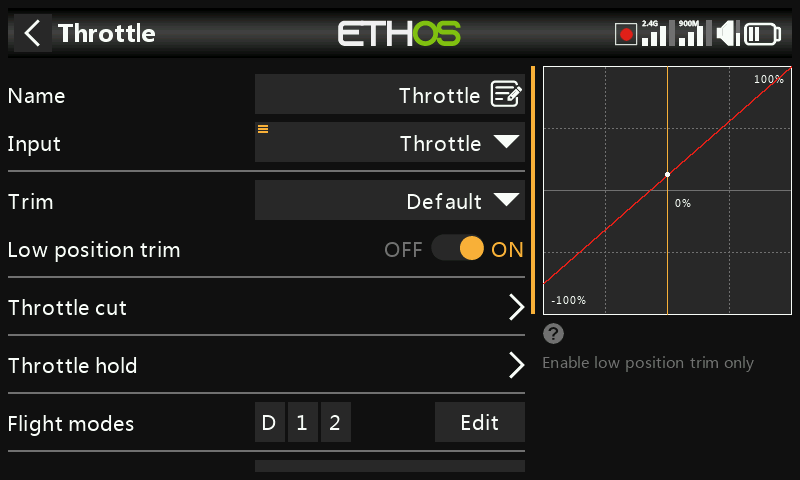 Throttle
ETHOS
2.4G
900M
Name
Throttle
Input
Throttle
Trim
Default
Low position trim
OFF
ON
Throttle cut
Throttle hold
Flight modes
D
1
2
Edit
100%
0%
-100%
?
Enable low position trim only